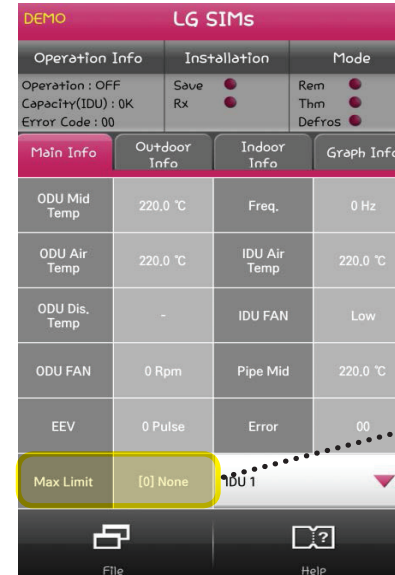 DEMO LG SIMs
Operation Info Installation Mode
Operation : OFF Save Rem
Capacity(IDU) : 0K Rx Thm
Error Code : 00 Defros
Main Info Outdoor Info Indoor Info Graph Info
ODU Mid Temp 220.0 ℃ Freq. 0 Hz
ODU Air Temp 220.0 ℃ IDU Air Temp 220.0 ℃
ODU Dis. Temp - IDU FAN Low
ODU FAN 0 Rpm Pipe Mid 220.0 ℃
EEV 0 Pulse Error 00
Max Limit [0] None IDU 1
File Help